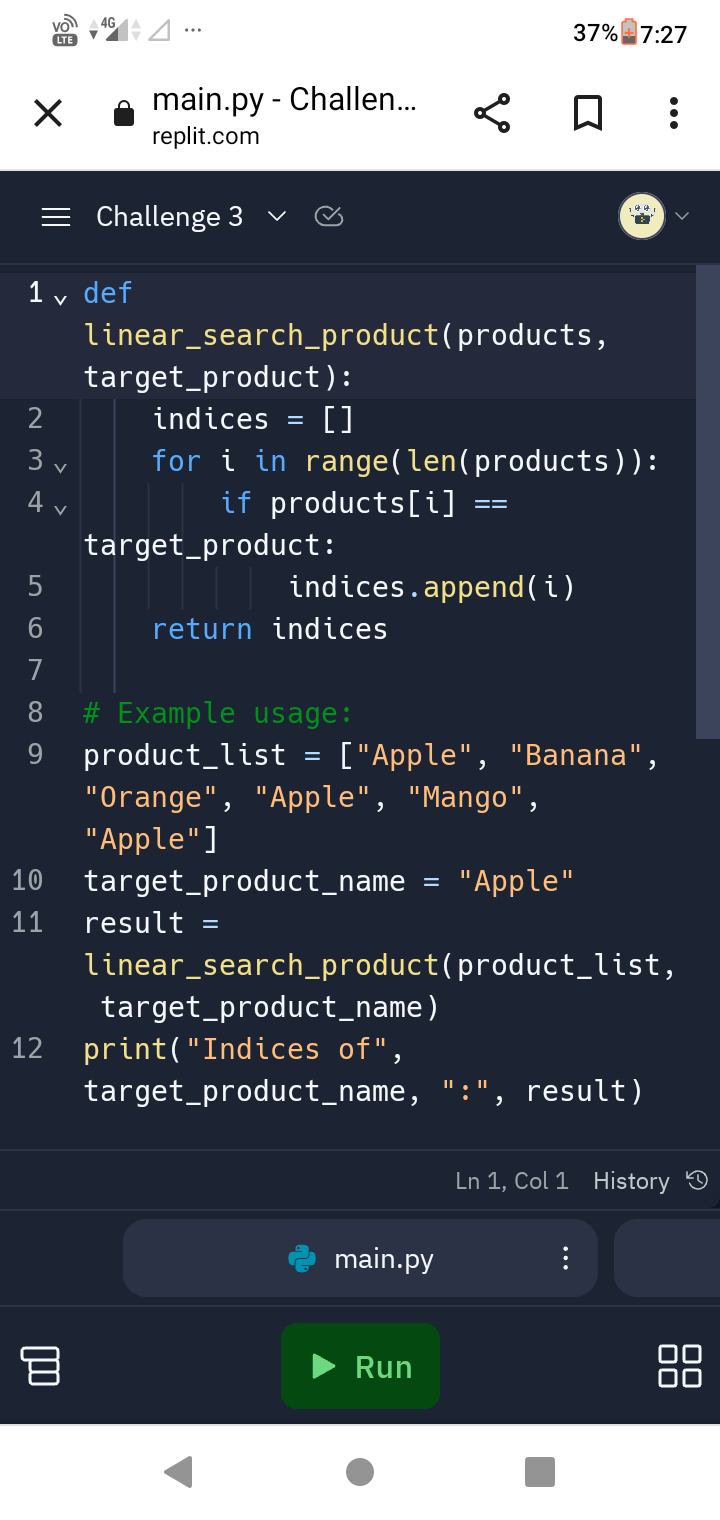 VO LTE 4G ... 37% 7:27
main.py - Challen...
replit.com
Challenge 3
1 def
linear_search_product(products,
target_product):
2     indices = []
3     for i in range(len(products)):
4         if products[i] ==
target_product:
5             indices.append(i)
6     return indices
7
8 # Example usage:
9 product_list = ["Apple", "Banana",
"Orange", "Apple", "Mango",
"Apple"]
10 target_product_name = "Apple"
11 result =
linear_search_product(product_list,
 target_product_name)
12 print("Indices of",
target_product_name, ":", result)
Ln 1, Col 1 History
main.py
Run